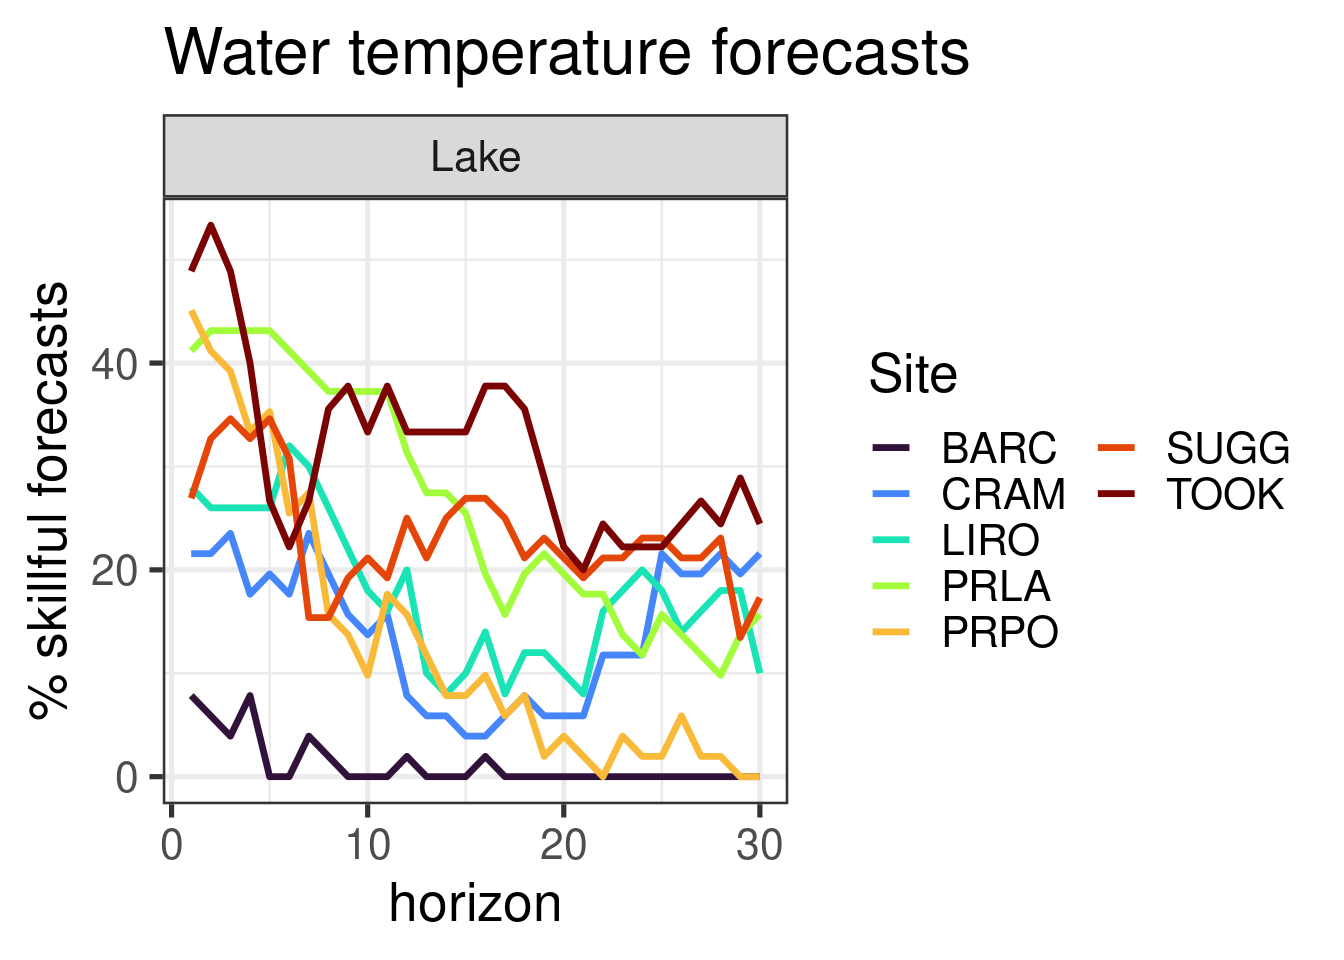 Water temperature forecasts
Lake
% skillful forecasts
40
20
0
0 10 20 30
horizon
Site
BARC SUGG
CRAM TOOK
LIRO
PRLA
PRPO